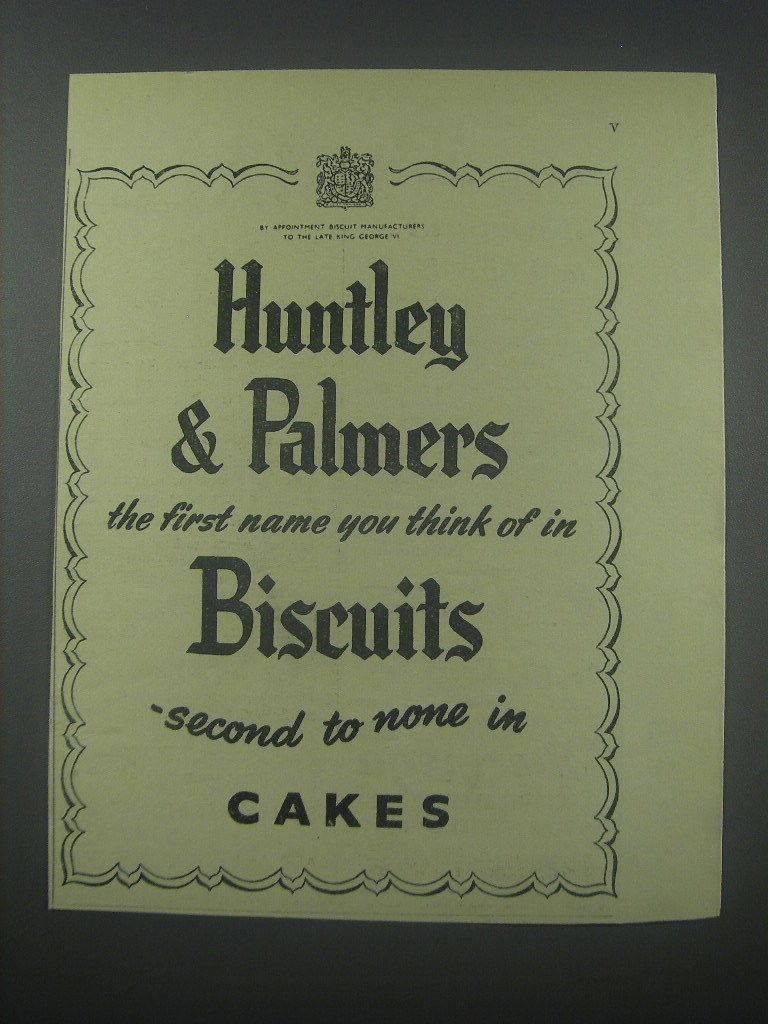 V
BY APPOINTMENT BISCUIT MANUFACTURERS
TO THE LATE KING GEORGE VI
Huntley
& Palmers
the first name you think of in
Biscuits
-second to none in
CAKES